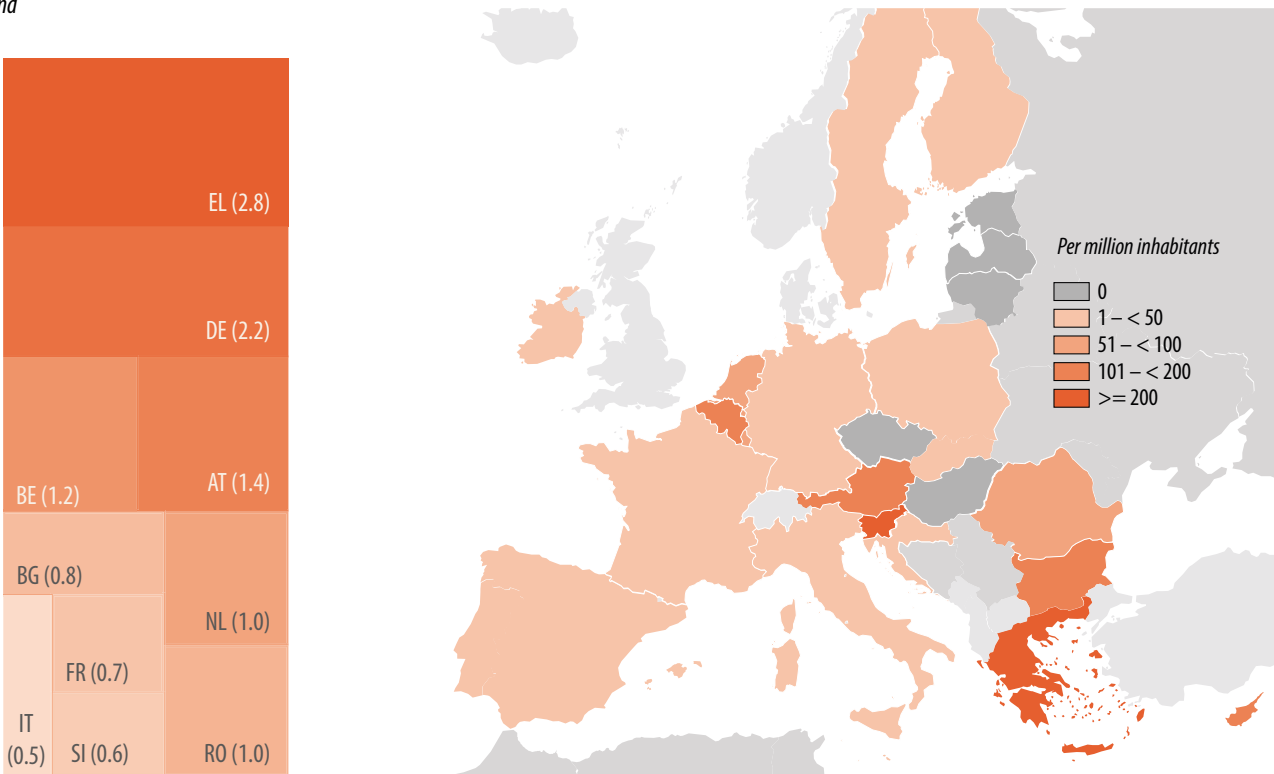 EL (2.8)
DE (2.2)
BE (1.2)
AT (1.4)
BG (0.8)
NL (1.0)
FR (0.7)
IT
(0.5)
SI (0.6)
RO (1.0)
Per million inhabitants
0
1 – < 50
51 – < 100
101 – < 200
>= 200